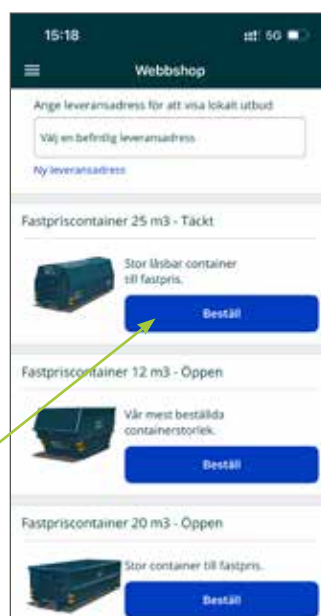 15:18
5G
Webbshop
Ange leveransadress för att visa lokalt utbud
Välj en befintlig leveransadress
Ny leveransadress
Fastpriscontainer 25 m3 - Täckt
Stor låsbar container
till fastpris.
Beställ
Fastpriscontainer 12 m3 - Öppen
Vår mest beställda
containerstorlek.
Beställ
Fastpriscontainer 20 m3 - Öppen
Stor container till fastpris.
Beställ